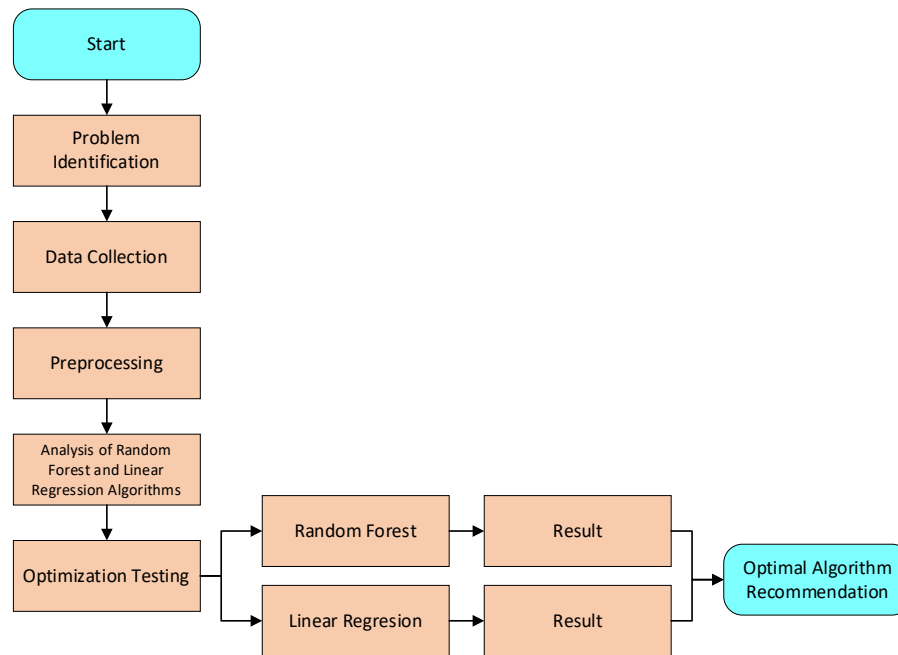 Start
Problem
Identification
Data Collection
Preprocessing
Analysis of Random
Forest and Linear
Regression Algorithms
Optimization Testing
Random Forest
Result
Linear Regresion
Result
Optimal Algorithm
Recommendation